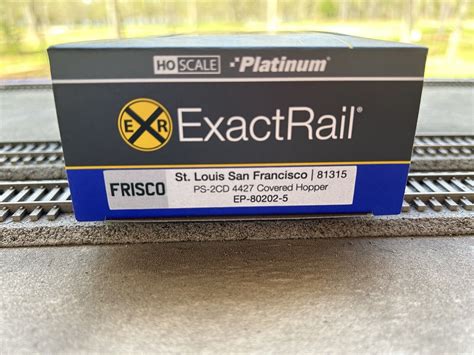 HO SCALE Platinum®
E X R ExactRail®
FRISCO
St. Louis San Francisco | 81315
PS-2CD 4427 Covered Hopper
EP-80202-5